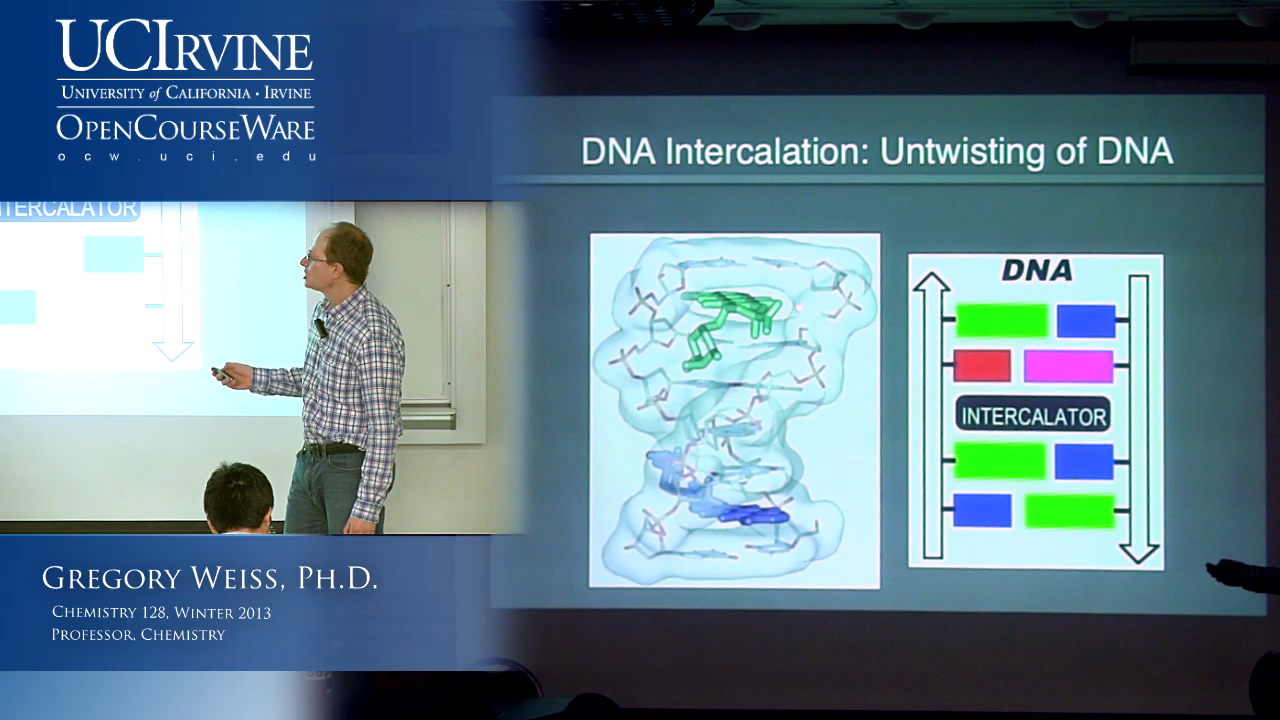 UCIRVINE
UNIVERSITY of CALIFORNIA · IRVINE
OPENCOURSEWARE
ocw.uci.edu
TERCALATOR
GREGORY WEISS, PH.D.
CHEMISTRY 128, WINTER 2013
PROFESSOR, CHEMISTRY
DNA Intercalation: Untwisting of DNA
DNA
INTERCALATOR